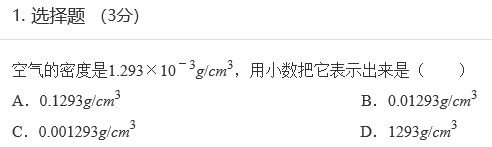 1. 选择题 （3分）
空气的密度是1.293×10⁻³g/cm³，用小数把它表示出来是（　　）
A．0.1293g/cm³　　B．0.01293g/cm³
C．0.001293g/cm³　　D．1293g/cm³